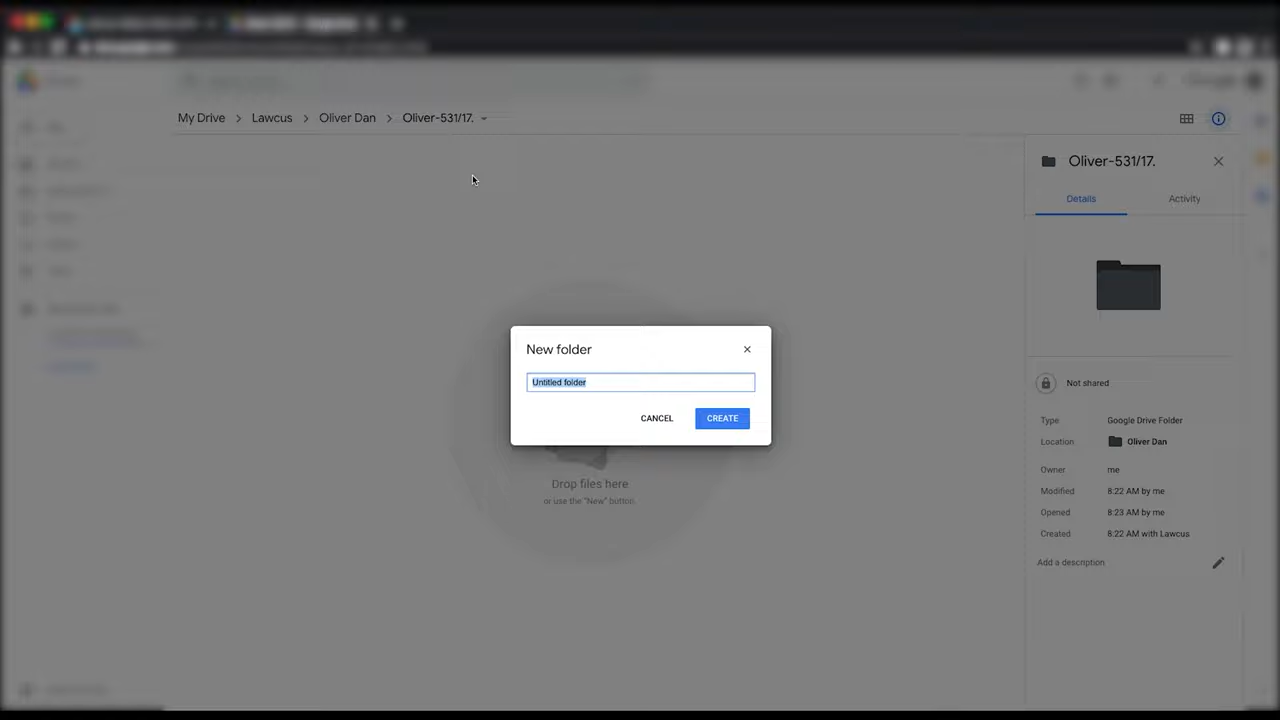 My Drive > Lawcus > Oliver Dan > Oliver-531/17.
Oliver-531/17.
Details Activity
New folder
Untitled folder
CANCEL CREATE
Drop files here
or use the "New" button.
Not shared
Type Google Drive Folder
Location Oliver Dan
Owner me
Modified 8:22 AM by me
Opened 8:23 AM by me
Created 8:22 AM with Lawcus
Add a description